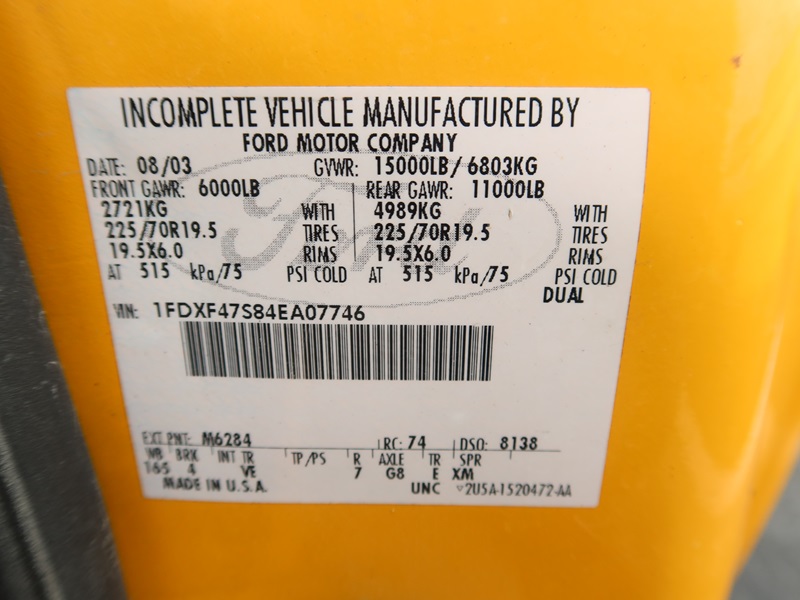 INCOMPLETE VEHICLE MANUFACTURED BY
FORD MOTOR COMPANY
DATE: 08/03 GVWR: 15000LB/6803KG
FRONT GAWR: 6000LB REAR GAWR: 11000LB
2721KG WITH 4989KG WITH
225/70R19.5 TIRES 225/70R19.5 TIRES
19.5X6.0 RIMS 19.5X6.0 RIMS
AT 515 kPa/75 PSI COLD AT 515 kPa/75 PSI COLD
DUAL
Ford
VIN: 1FDXF47S84EA07746
EXT PNT: M6284 RC: 74 DSO: 8138
WB BRK INT TR TP/PS R AXLE TR SPR
165 4 VE 7 G8 E XM
MADE IN U.S.A. UNC 2U5A-1520472-AA